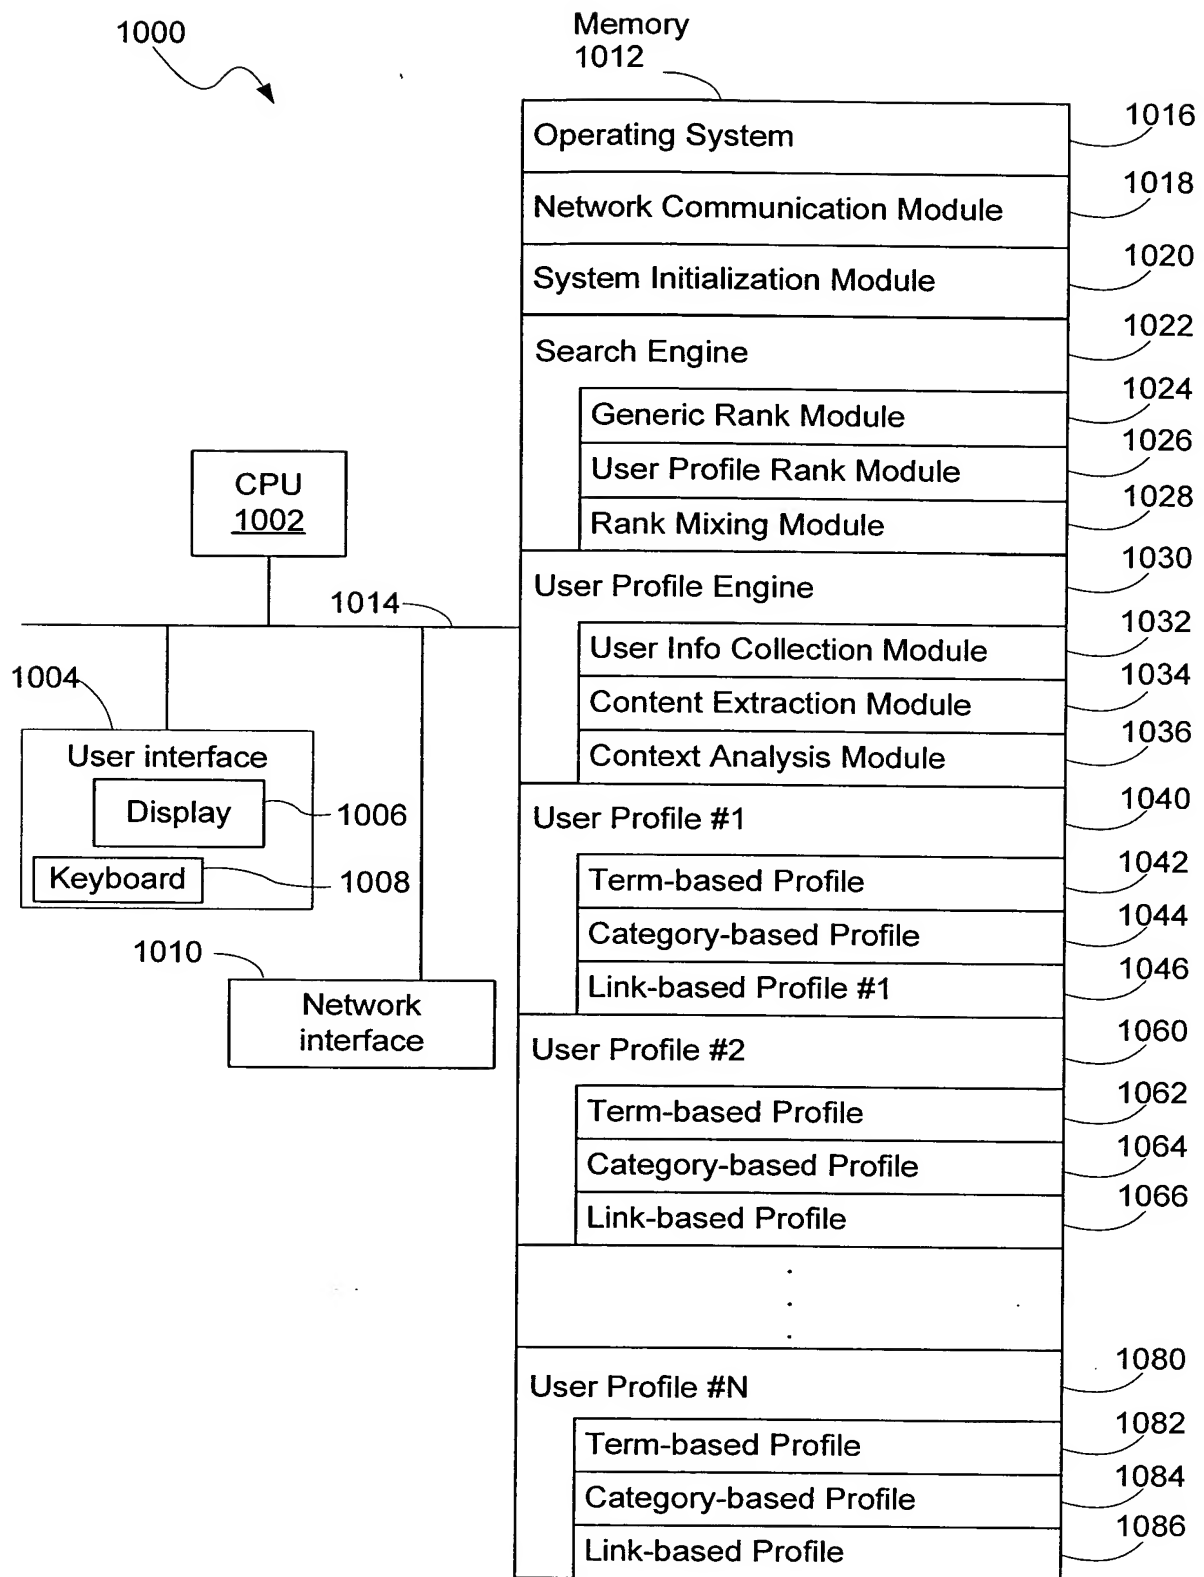 1000
Memory
1012
Operating System
1016
Network Communication Module
1018
System Initialization Module
1020
Search Engine
1022
Generic Rank Module
1024
User Profile Rank Module
1026
Rank Mixing Module
1028
User Profile Engine
1030
User Info Collection Module
1032
Content Extraction Module
1034
Context Analysis Module
1036
User Profile #1
1040
Term-based Profile
1042
Category-based Profile
1044
Link-based Profile #1
1046
User Profile #2
1060
Term-based Profile
1062
Category-based Profile
1064
Link-based Profile
1066
.
.
.
User Profile #N
1080
Term-based Profile
1082
Category-based Profile
1084
Link-based Profile
1086
CPU
1002
1014
1004
User interface
Display
1006
Keyboard
1008
1010
Network
interface